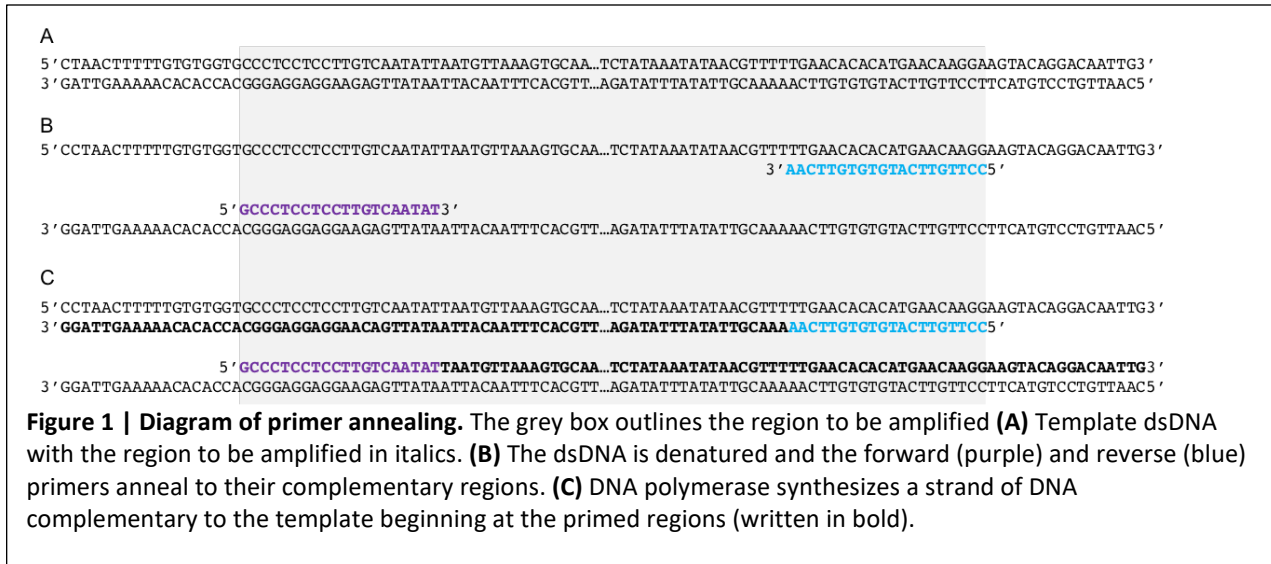 A
5’CTAACTTTTTGTGTGGTGCCCTCCTCCTTGTCAATATTAATGTTAAAGTGCAA…TCTATAAATATAACGTTTTTGAACACACATGAACAAGGAAGTACAGGACAATTG3’
3’GATTGAAAAACACACCACGGGAGGAGGAAGAGTTATAATTACAATTTCACGTT…AGATATTTATATTGCAAAAACTTGTGTGTACTTGTTCCTTCATGTCCTGTTAAC5’
B
5’CCTAACTTTTTGTGTGGTGCCCTCCTCCTTGTCAATATTAATGTTAAAGTGCAA…TCTATAAATATAACGTTTTTGAACACACATGAACAAGGAAGTACAGGACAATTG3’
3’AACTTGTGTGTACTTGTTCC5’
5’GCCCTCCTCCTTGTCAATAT3’
3’GGATTGAAAAACACACCACGGGAGGAGGAAGAGTTATAATTACAATTTCACGTT…AGATATTTATATTGCAAAAACTTGTGTGTACTTGTTCCTTCATGTCCTGTTAAC5’
C
5’CCTAACTTTTTGTGTGGTGCCCTCCTCCTTGTCAATATTAATGTTAAAGTGCAA…TCTATAAATATAACGTTTTTGAACACACATGAACAAGGAAGTACAGGACAATTG3’
3’GGATTGAAAAACACACCACGGGAGGAGGAACAGTTATAATTACAATTTCACGTT…AGATATTTATATTGCAAAAACTTGTGTGTACTTGTTCC5’
5’GCCCTCCTCCTTGTCAATATTAATGTTAAAGTGCAA…TCTATAAATATAACGTTTTTGAACACACATGAACAAGGAAGTACAGGACAATTG3’
3’GGATTGAAAAACACACCACGGGAGGAGGAAGAGTTATAATTACAATTTCACGTT…AGATATTTATATTGCAAAAACTTGTGTGTACTTGTTCCTTCATGTCCTGTTAAC5’
Figure 1 | Diagram of primer annealing. The grey box outlines the region to be amplified (A) Template dsDNA
with the region to be amplified in italics. (B) The dsDNA is denatured and the forward (purple) and reverse (blue)
primers anneal to their complementary regions. (C) DNA polymerase synthesizes a strand of DNA
complementary to the template beginning at the primed regions (written in bold).